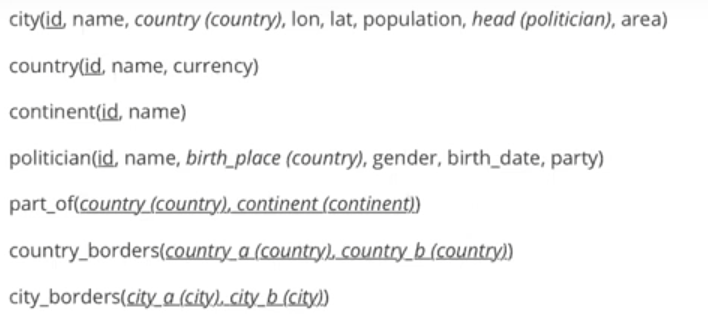 city(id, name, country (country), lon, lat, population, head (politician), area)
country(id, name, currency)
continent(id, name)
politician(id, name, birth_place (country), gender, birth_date, party)
part_of(country (country), continent (continent))
country_borders(country_a (country), country_b (country))
city_borders(city_a (city), city_b (city))